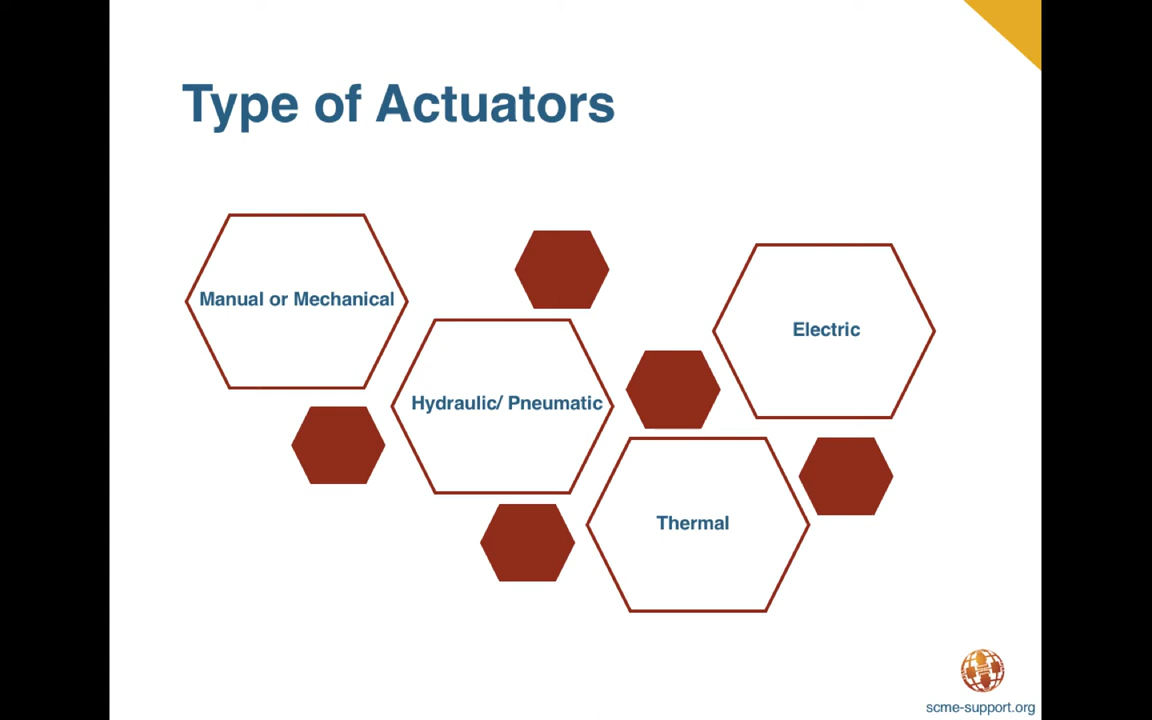 Type of Actuators
Manual or Mechanical
Hydraulic/ Pneumatic
Electric
Thermal
scme-support.org